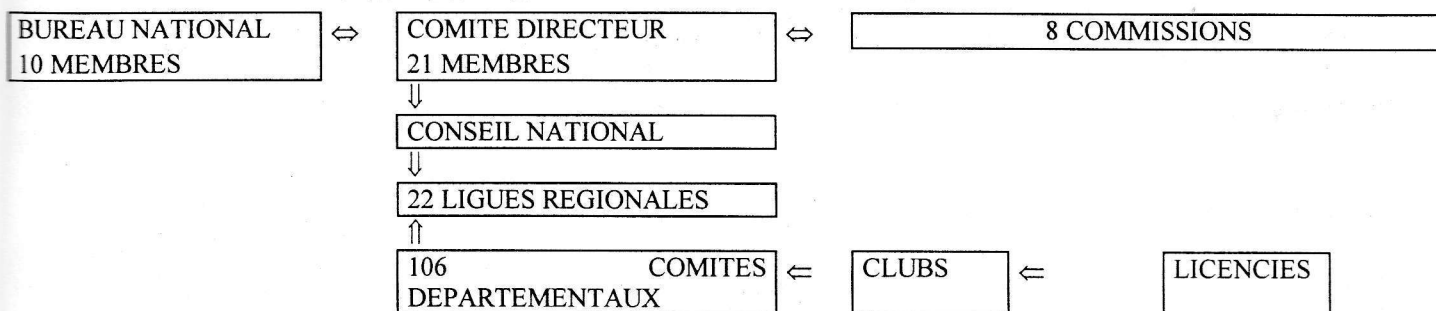 BUREAU NATIONAL ⇔ COMITE DIRECTEUR ⇔ 8 COMMISSIONS
10 MEMBRES 21 MEMBRES
⇓
CONSEIL NATIONAL
⇓
22 LIGUES REGIONALES
⇑
106 COMITES ⇐ CLUBS ⇐ LICENCIES
DEPARTEMENTAUX